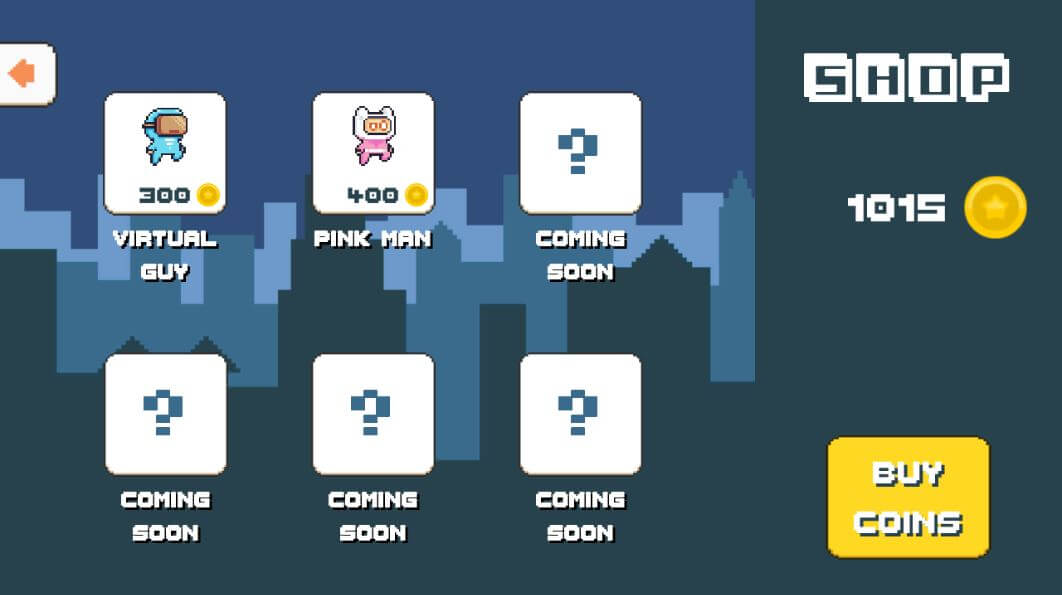 SHOP
1015
300
400
VIRTUAL
GUY
PINK MAN
?
COMING
SOON
?
COMING
SOON
?
COMING
SOON
?
COMING
SOON
BUY
COINS